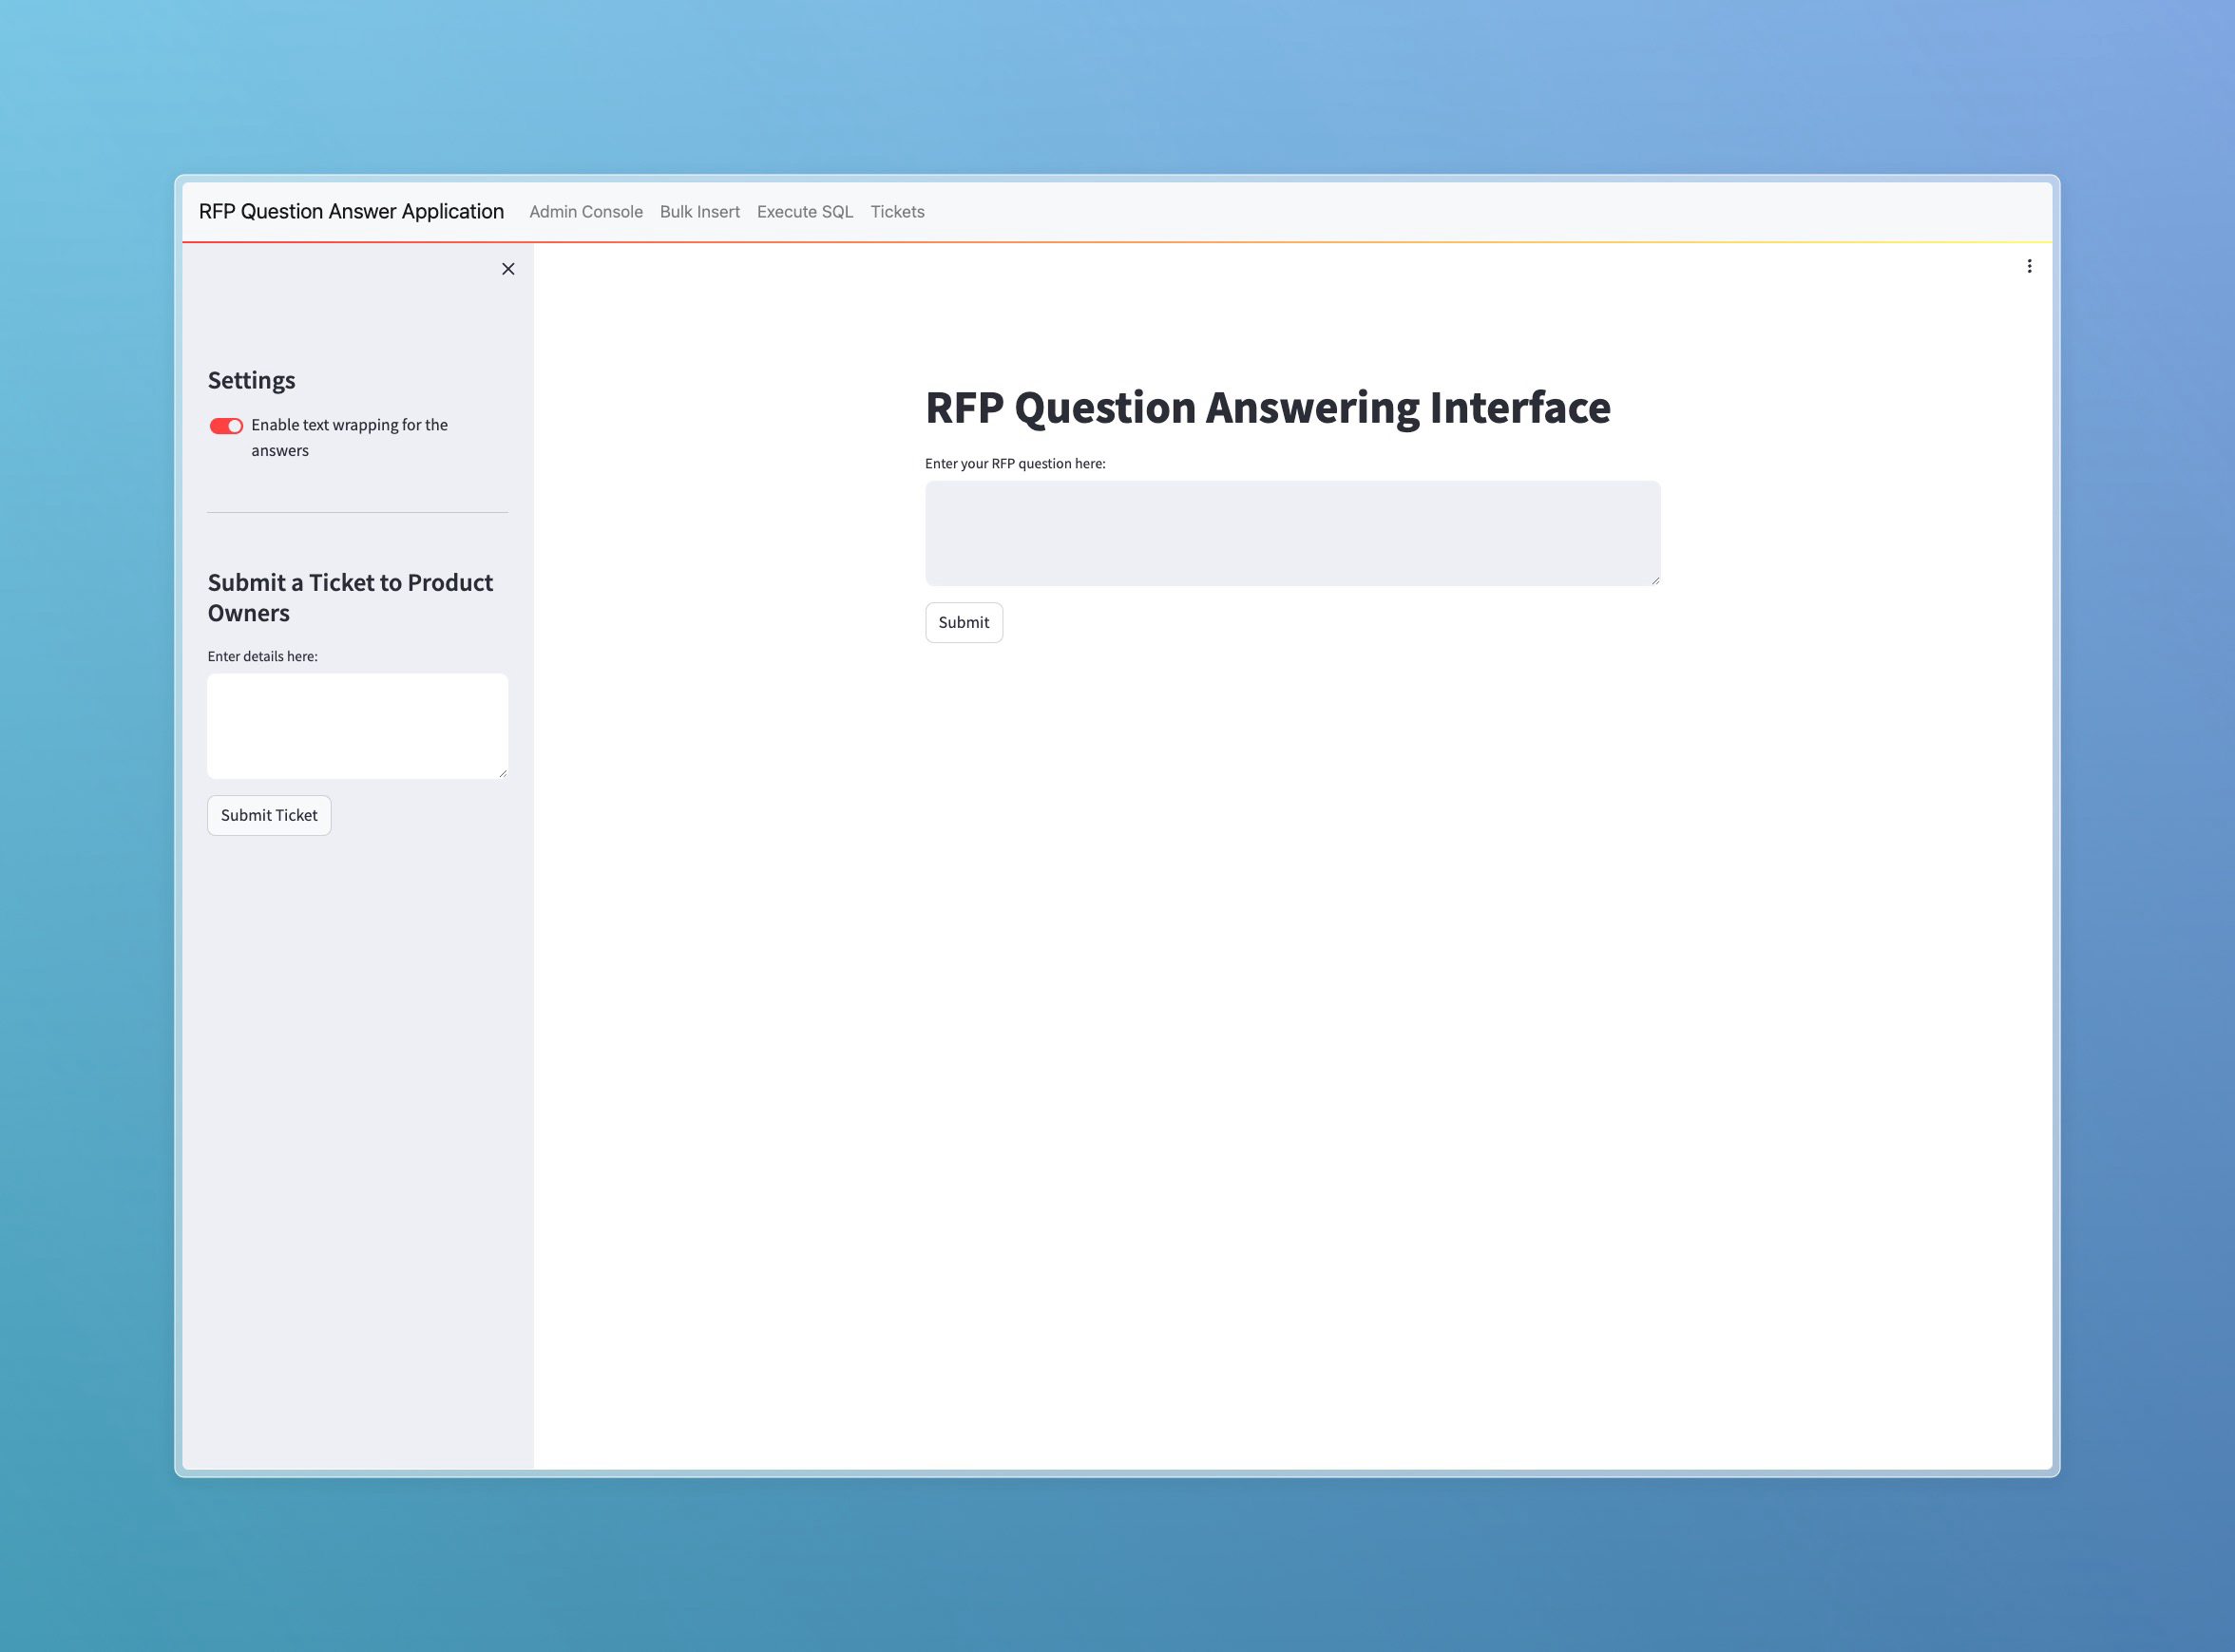 RFP Question Answer Application Admin Console Bulk Insert Execute SQL Tickets
Settings
Enable text wrapping for the
answers
Submit a Ticket to Product
Owners
Enter details here:
Submit Ticket
RFP Question Answering Interface
Enter your RFP question here:
Submit